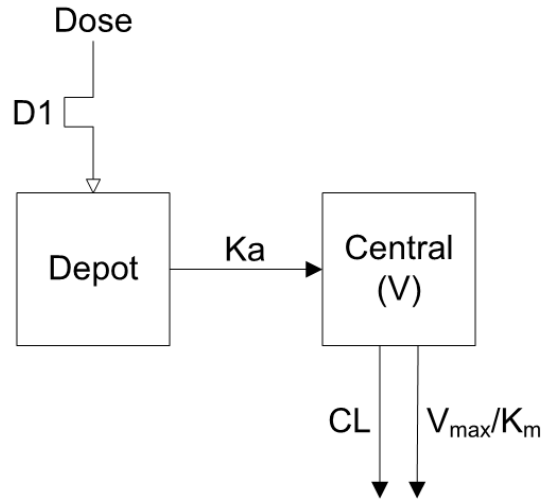 Dose
D1
Depot
Ka
Central
(V)
CL
Vmax/Km